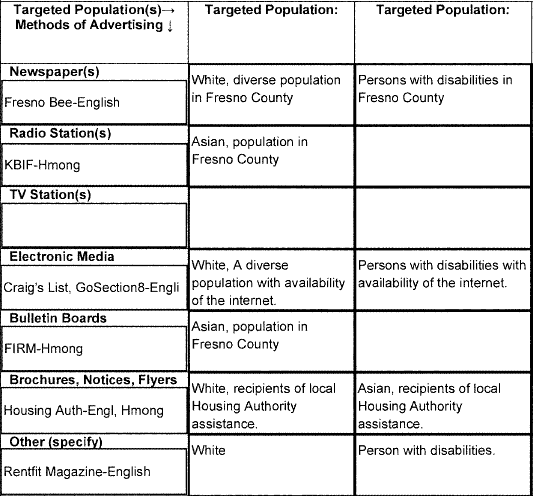 Targeted Population(s)→
Methods of Advertising ↓
Targeted Population:
Targeted Population:
Newspaper(s)
Fresno Bee-English
White, diverse population
in Fresno County
Persons with disabilities in
Fresno County
Radio Station(s)
KBIF-Hmong
Asian, population in
Fresno County
TV Station(s)
Electronic Media
Craig's List, GoSection8-Engli
White, A diverse
population with availability
of the internet.
Persons with disabilities with
availability of the internet.
Bulletin Boards
FIRM-Hmong
Asian, population in
Fresno County
Brochures, Notices, Flyers
Housing Auth-Engl, Hmong
White, recipients of local
Housing Authority
assistance.
Asian, recipients of local
Housing Authority
assistance.
Other (specify)
Rentfit Magazine-English
White
Person with disabilities.